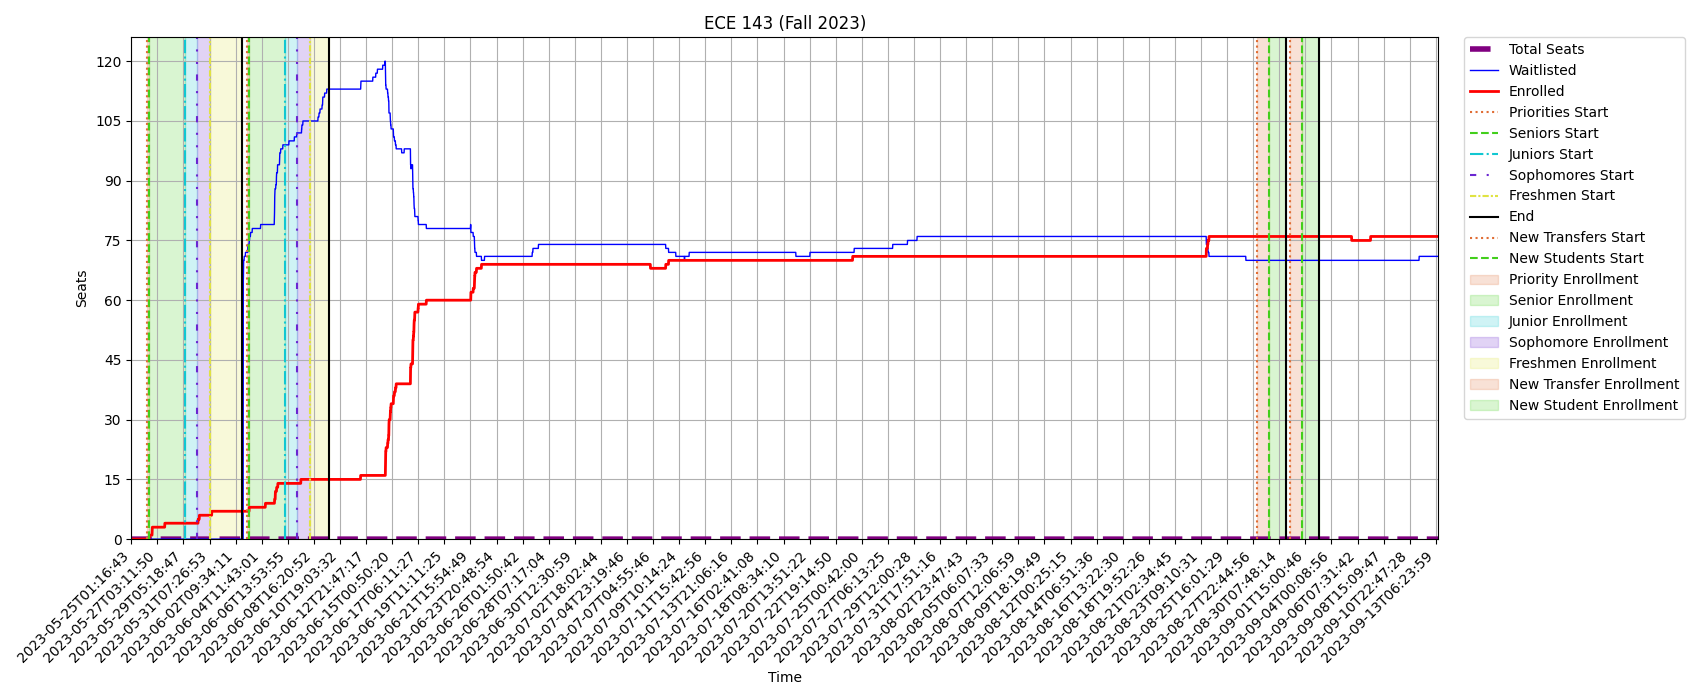 ECE 143 (Fall 2023)
120
105
90
75
60
45
30
15
0
Seats
2023-05-25T01:16:43
2023-05-27T03:11:50
2023-05-29T05:18:47
2023-05-31T07:26:53
2023-06-02T09:34:11
2023-06-04T11:43:01
2023-06-06T13:53:55
2023-06-08T16:20:52
2023-06-10T19:03:32
2023-06-12T21:47:17
2023-06-15T00:50:20
2023-06-17T06:11:27
2023-06-19T11:11:25
2023-06-21T15:54:49
2023-06-23T20:48:54
2023-06-26T01:50:42
2023-06-28T07:17:04
2023-06-30T12:30:59
2023-07-02T18:02:44
2023-07-04T23:19:46
2023-07-07T04:55:46
2023-07-09T10:14:24
2023-07-11T15:42:56
2023-07-13T21:06:16
2023-07-16T02:41:08
2023-07-18T08:34:10
2023-07-20T13:51:22
2023-07-22T19:14:50
2023-07-25T00:42:00
2023-07-27T06:13:25
2023-07-29T12:00:28
2023-07-31T17:51:16
2023-08-02T23:47:43
2023-08-05T06:07:33
2023-08-07T12:06:59
2023-08-09T18:19:49
2023-08-12T00:25:15
2023-08-14T06:51:36
2023-08-16T13:22:30
2023-08-18T19:52:26
2023-08-21T02:34:45
2023-08-23T09:10:31
2023-08-25T16:01:29
2023-08-27T22:44:56
2023-08-30T07:48:14
2023-09-01T15:00:46
2023-09-04T00:08:56
2023-09-06T07:31:42
2023-09-08T15:09:47
2023-09-10T22:47:28
2023-09-13T06:23:59
Time
Total Seats
Waitlisted
Enrolled
Priorities Start
Seniors Start
Juniors Start
Sophomores Start
Freshmen Start
End
New Transfers Start
New Students Start
Priority Enrollment
Senior Enrollment
Junior Enrollment
Sophomore Enrollment
Freshmen Enrollment
New Transfer Enrollment
New Student Enrollment